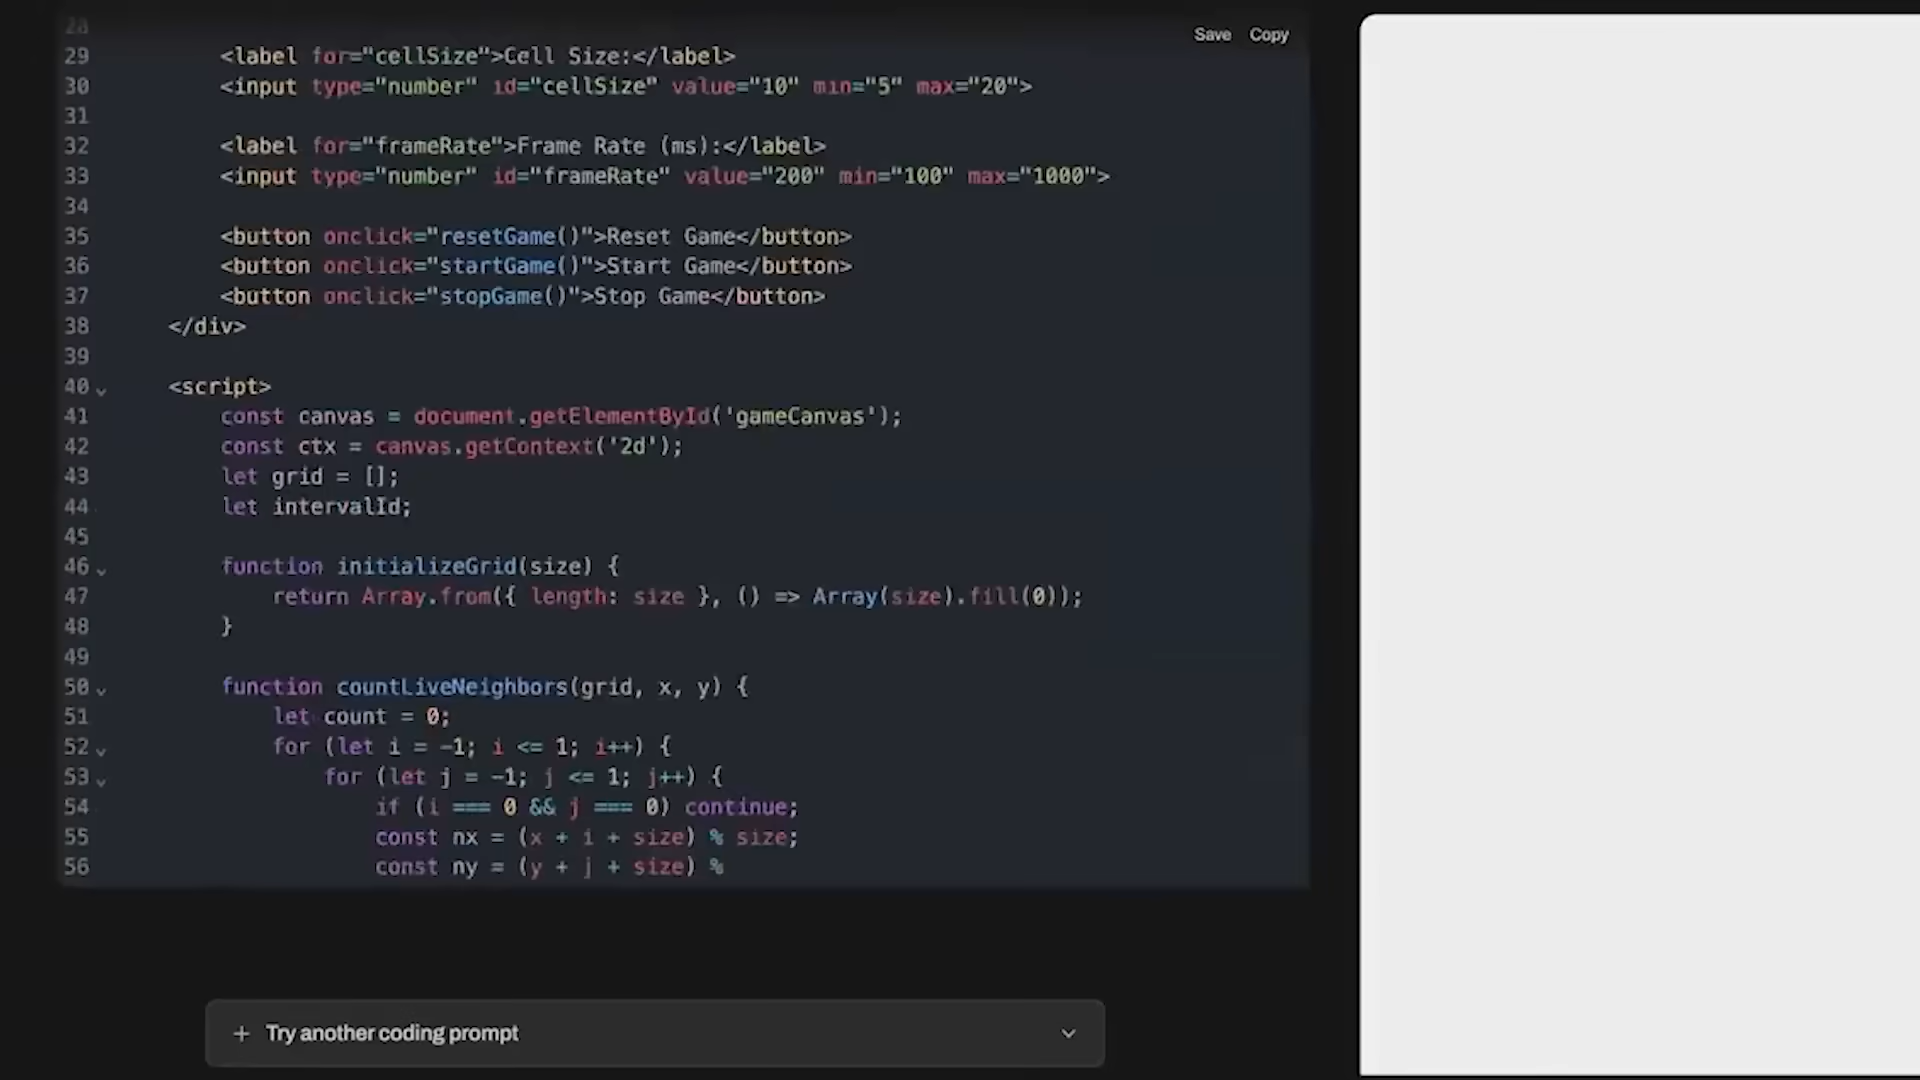 28
Save Copy
29 <label for="cellSize">Cell Size:</label>
30 <input type="number" id="cellSize" value="10" min="5" max="20">
31
32 <label for="frameRate">Frame Rate (ms):</label>
33 <input type="number" id="frameRate" value="200" min="100" max="1000">
34
35 <button onclick="resetGame()">Reset Game</button>
36 <button onclick="startGame()">Start Game</button>
37 <button onclick="stopGame()">Stop Game</button>
38 </div>
39
40 <script>
41 const canvas = document.getElementById('gameCanvas');
42 const ctx = canvas.getContext('2d');
43 let grid = [];
44 let intervalId;
45
46 function initializeGrid(size) {
47 return Array.from({ length: size }, () => Array(size).fill(0));
48 }
49
50 function countLiveNeighbors(grid, x, y) {
51 let count = 0;
52 for (let i = -1; i <= 1; i++) {
53 for (let j = -1; j <= 1; j++) {
54 if (i === 0 && j === 0) continue;
55 const nx = (x + i + size) % size;
56 const ny = (y + j + size) %
+ Try another coding prompt